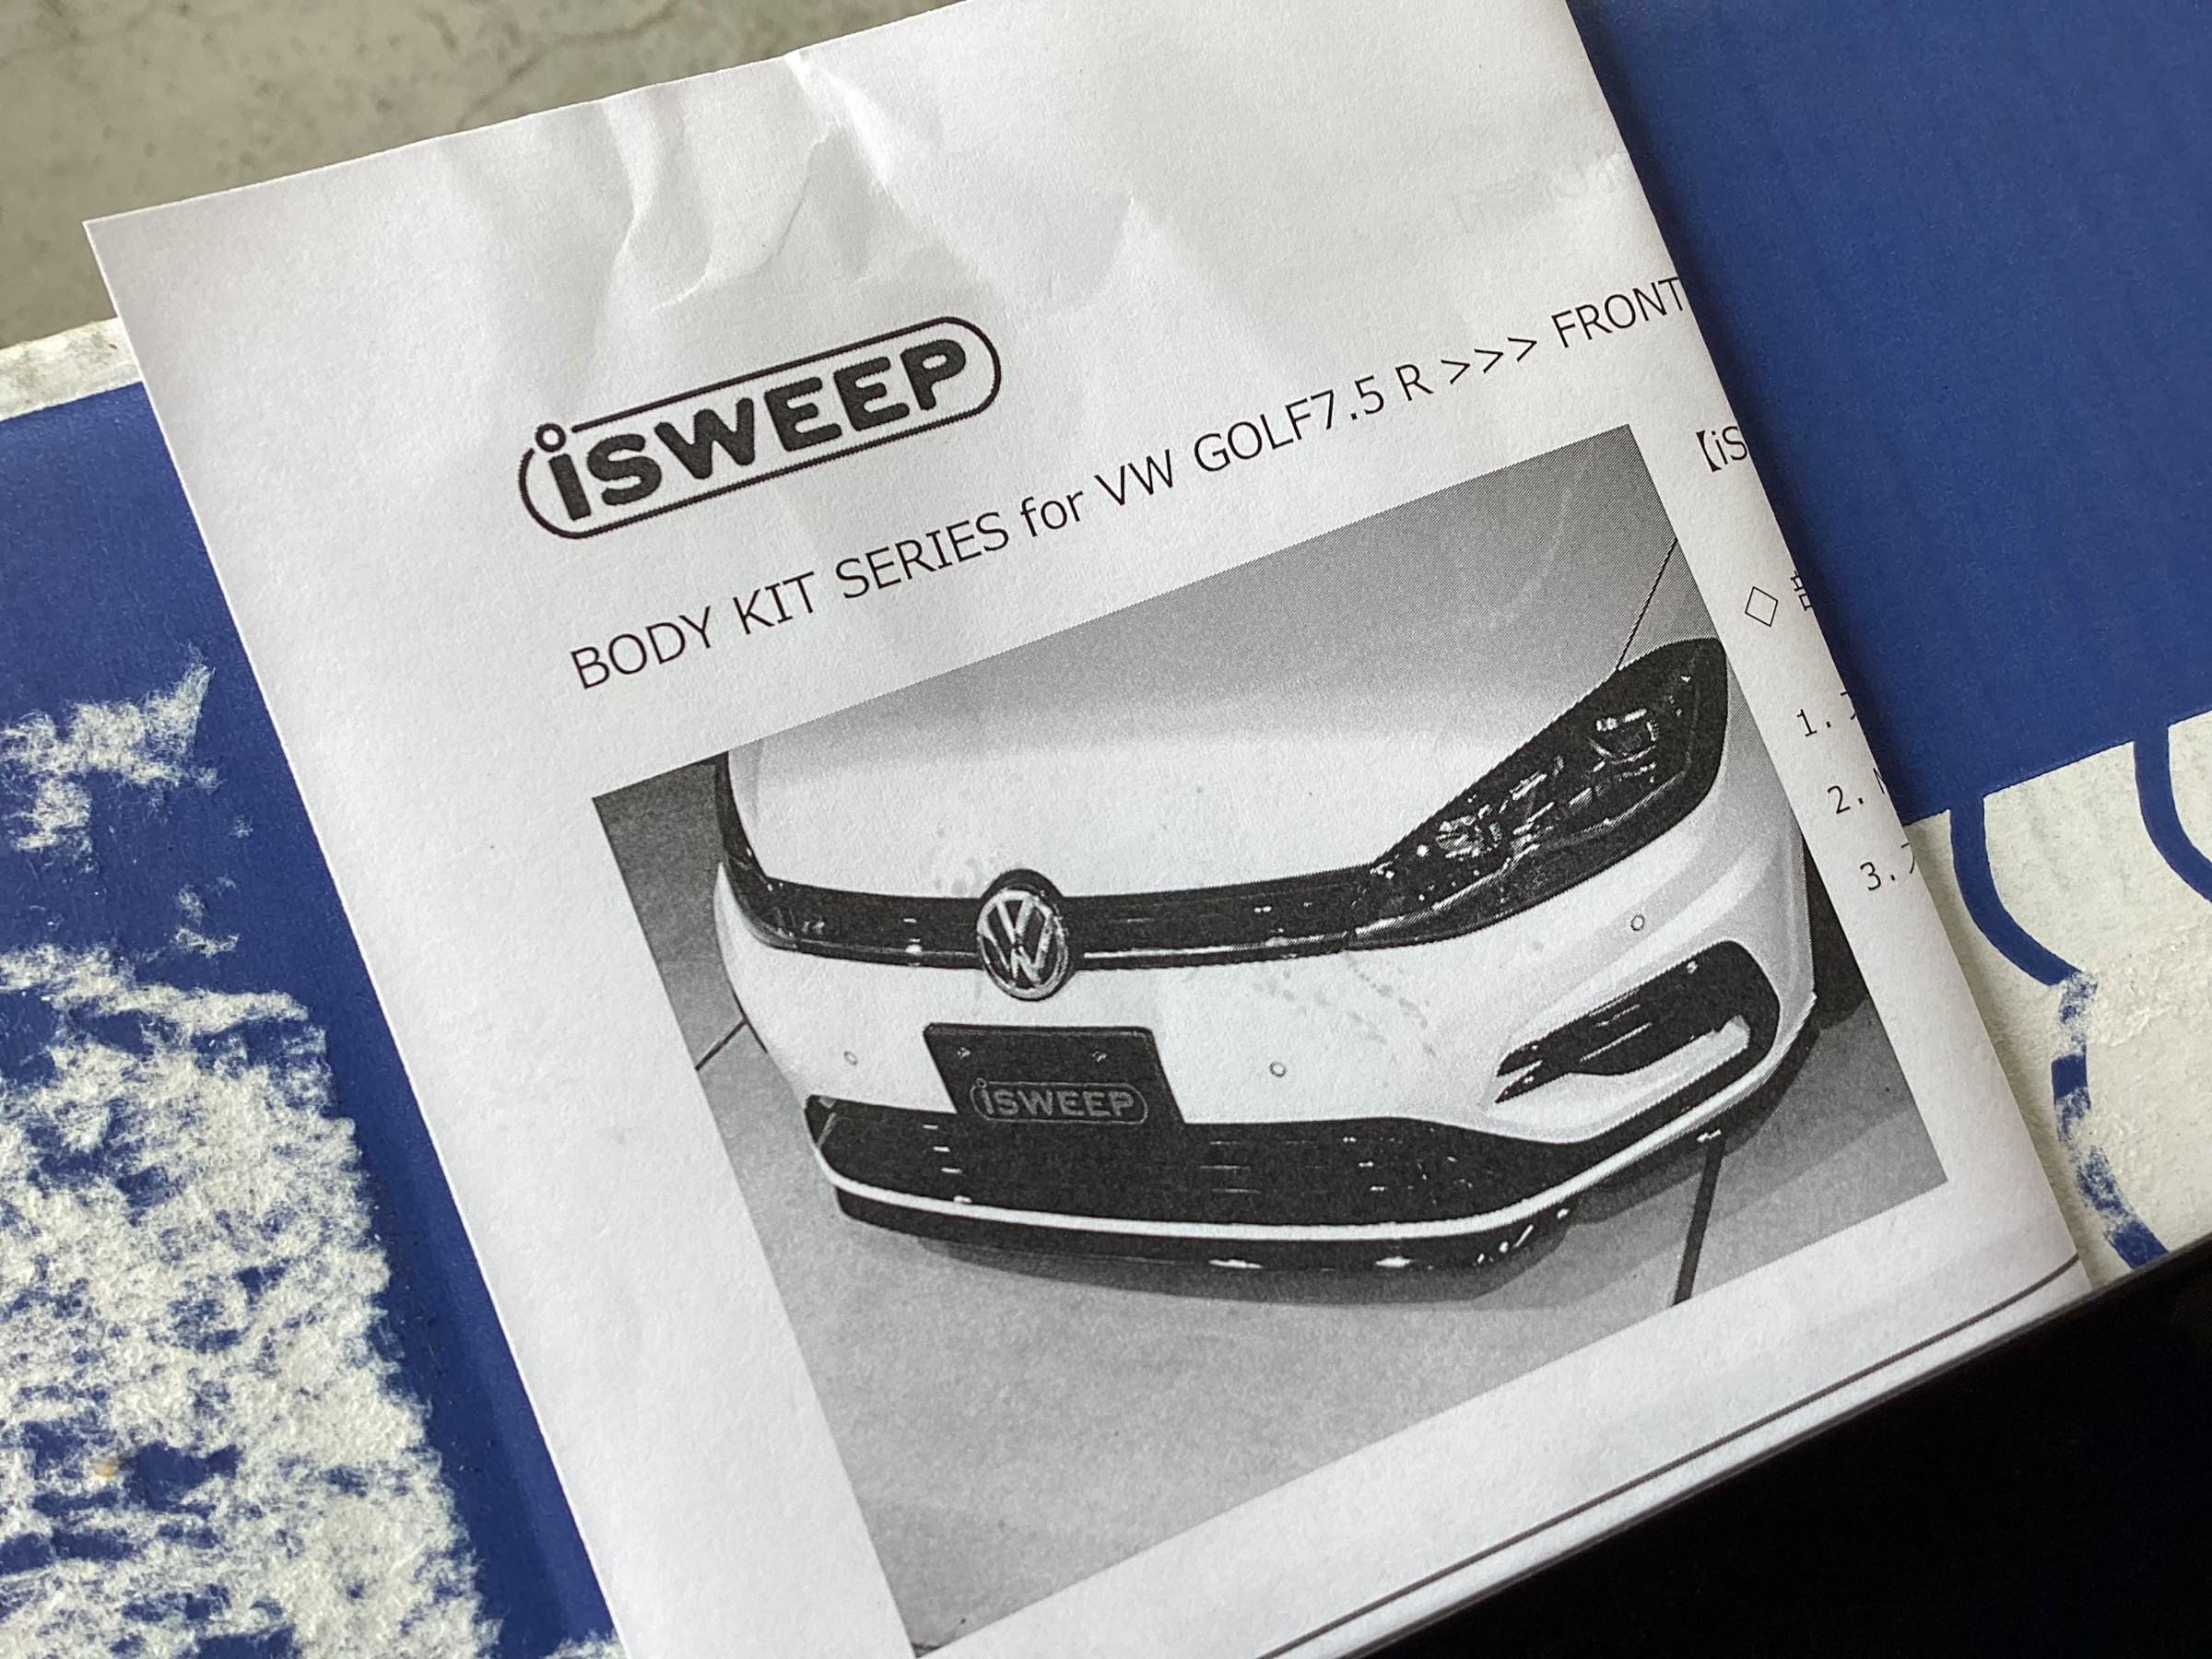 iSWEEP
BODY KIT SERIES for VW GOLF7.5 R >>> FRONT
【iS
◇
1.
2.
3.
iSWEEP